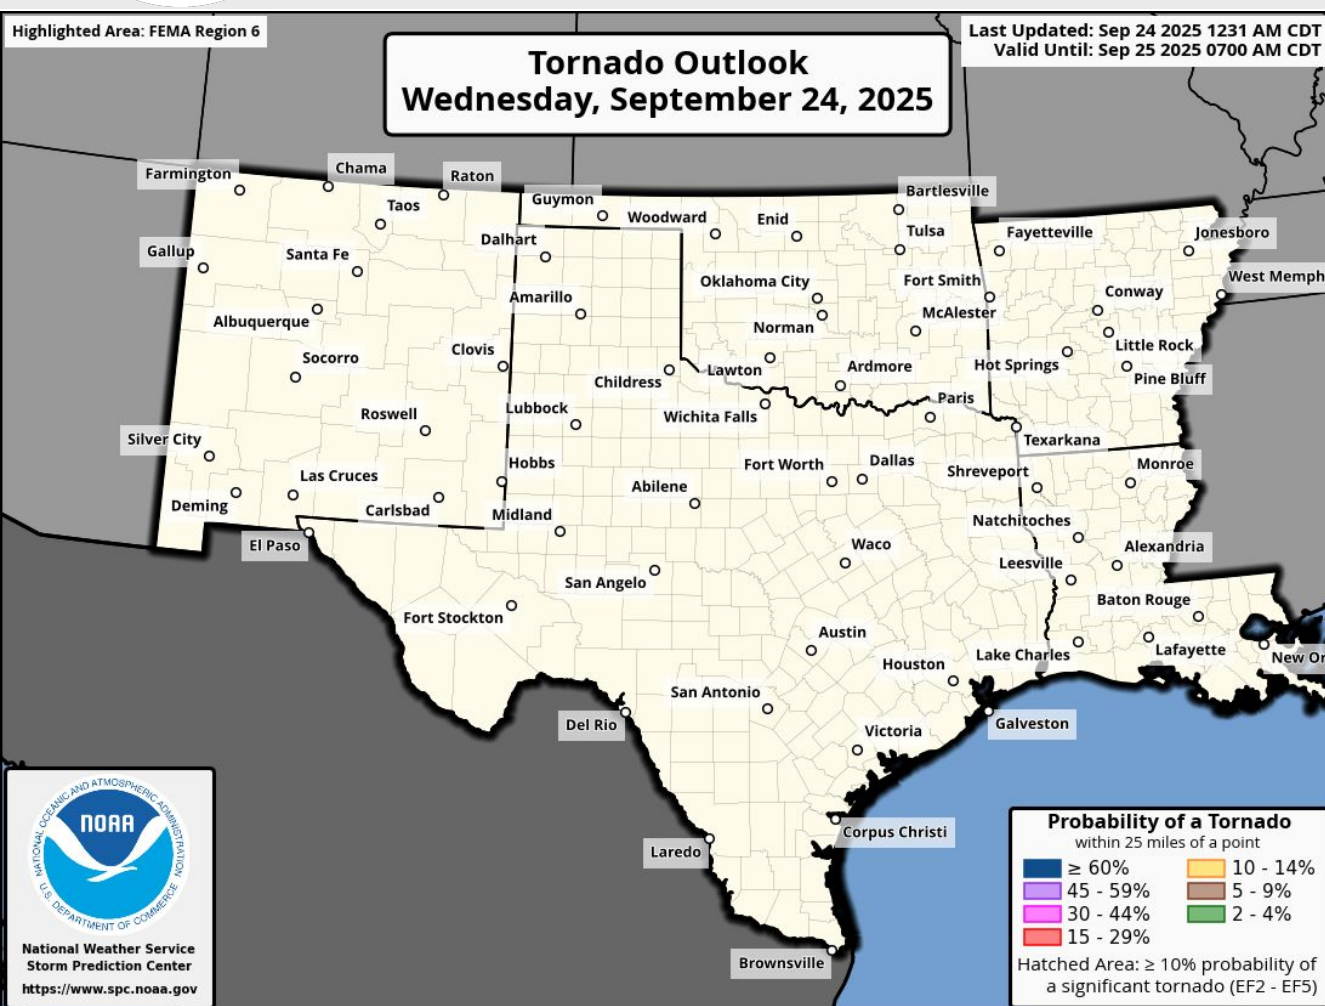 Highlighted Area: FEMA Region 6
Last Updated: Sep 24 2025 1231 AM CDT
Valid Until: Sep 25 2025 0700 AM CDT
Tornado Outlook
Wednesday, September 24, 2025
Farmington
Chama
Raton
Taos
Guymon
Woodward
Enid
Bartlesville
Tulsa
Fayetteville
Jonesboro
Gallup
Santa Fe
Dalhart
Oklahoma City
Fort Smith
West Memph
Conway
Albuquerque
Amarillo
Norman
McAlester
Little Rock
Socorro
Clovis
Childress
Lawton
Ardmore
Hot Springs
Pine Bluff
Roswell
Lubbock
Wichita Falls
Paris
Silver City
Texarkana
Las Cruces
Hobbs
Fort Worth
Dallas
Shreveport
Monroe
Deming
Carlsbad
Midland
Abilene
Natchitoches
El Paso
Waco
Alexandria
San Angelo
Leesville
Fort Stockton
Baton Rouge
Austin
Lake Charles
Lafayette
New Or
Houston
San Antonio
Del Rio
Galveston
Victoria
Corpus Christi
Laredo
Brownsville
NATIONAL OCEANIC AND ATMOSPHERIC ADMINISTRATION
NOAA
U.S. DEPARTMENT OF COMMERCE
National Weather Service
Storm Prediction Center
https://www.spc.noaa.gov
Probability of a Tornado
within 25 miles of a point
≥ 60%
10 - 14%
45 - 59%
5 - 9%
30 - 44%
2 - 4%
15 - 29%
Hatched Area: ≥ 10% probability of
a significant tornado (EF2 - EF5)